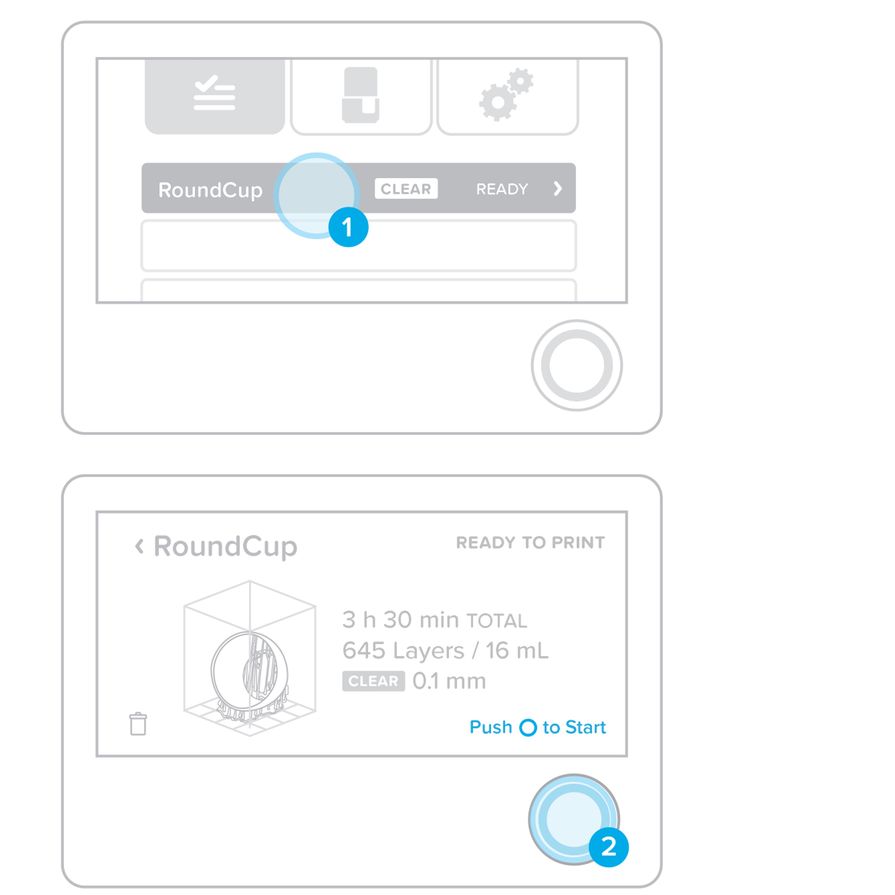 RoundCup CLEAR READY
1
RoundCup READY TO PRINT
3 h 30 min TOTAL
645 Layers / 16 mL
CLEAR 0.1 mm
Push O to Start
2